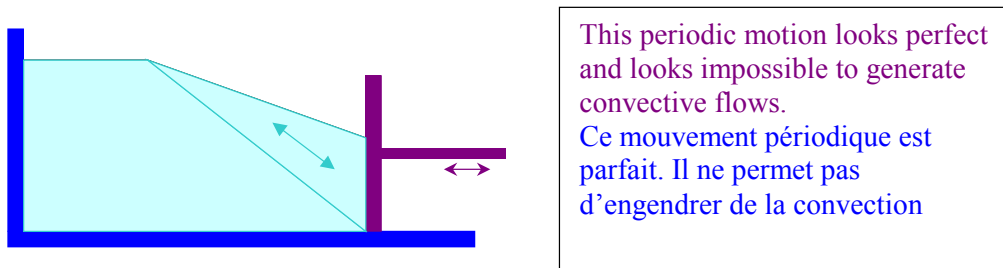 This periodic motion looks perfect
and looks impossible to generate
convective flows.
Ce mouvement périodique est
parfait. Il ne permet pas
d'engendrer de la convection